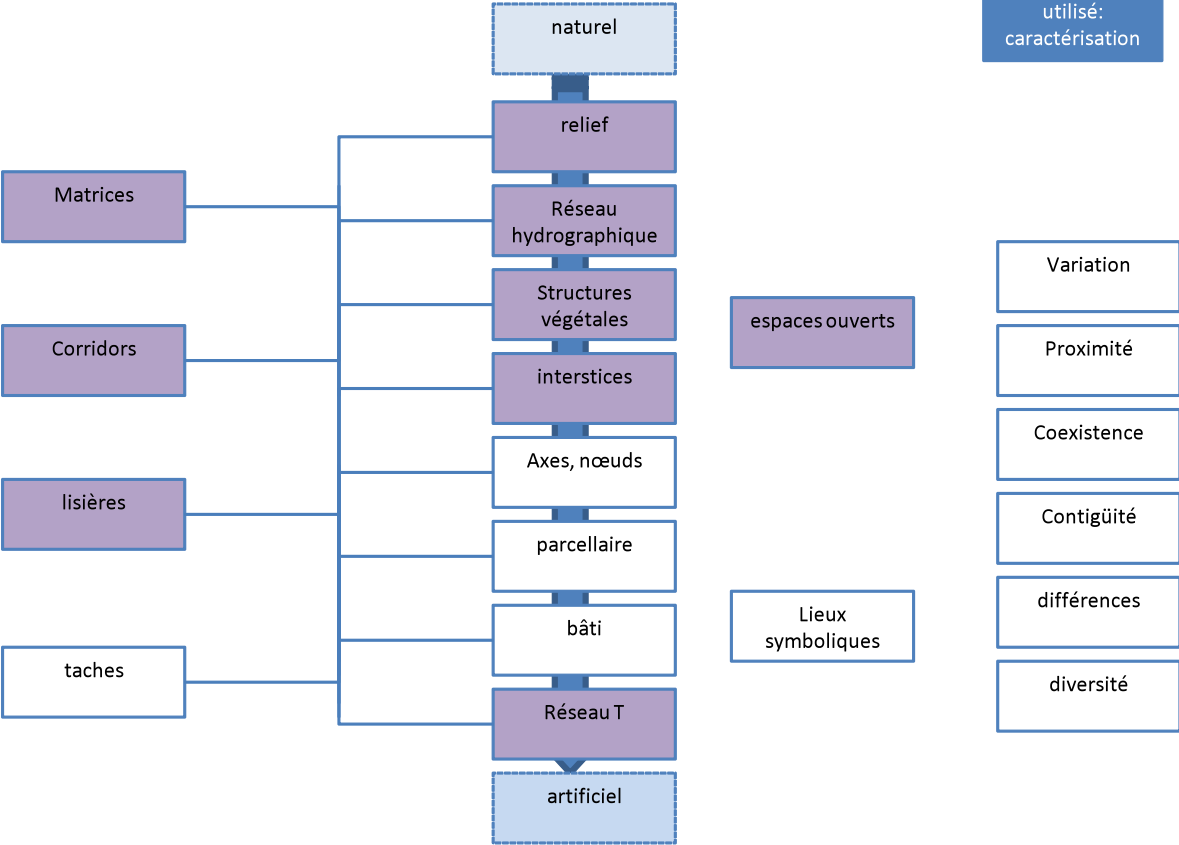 naturel
utilisé:
caractérisation
relief
Matrices
Réseau
hydrographique
Variation
Structures
végétales
espaces ouverts
Corridors
Proximité
interstices
Coexistence
Axes, nœuds
lisières
Contigüité
parcellaire
différences
Lieux
symboliques
bâti
taches
diversité
Réseau T
artificiel